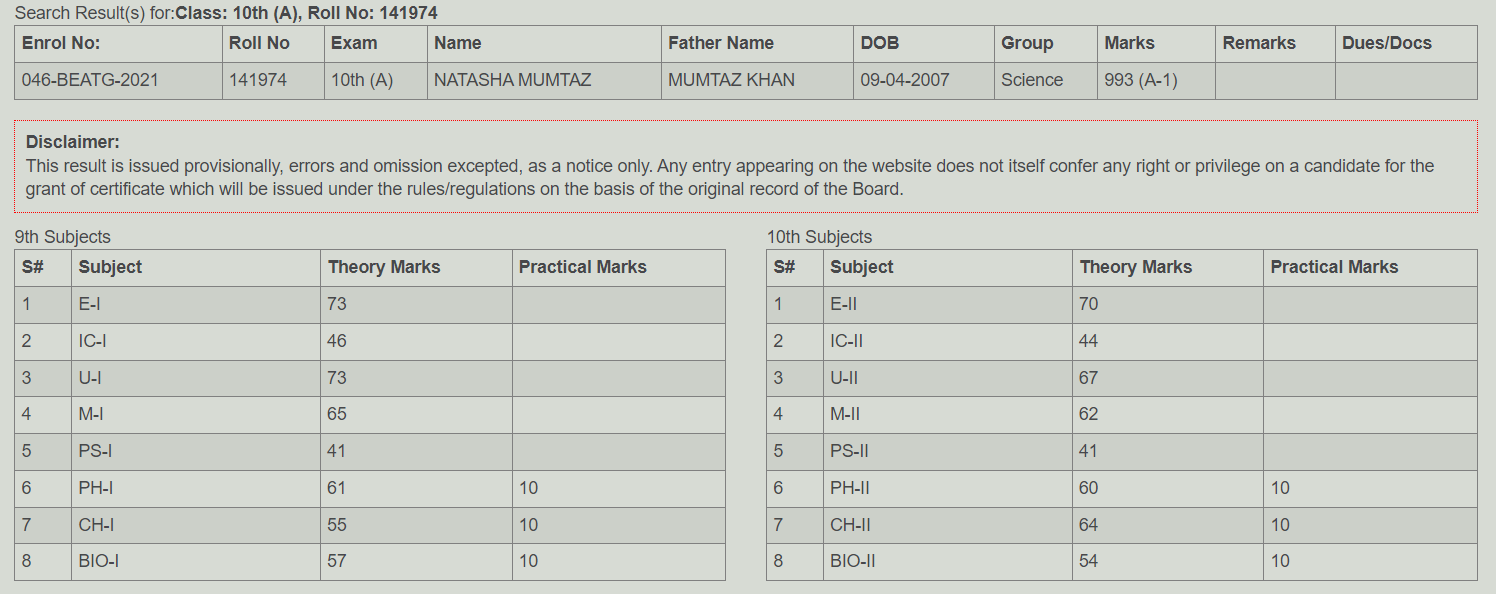 Search Result(s) for:Class: 10th (A), Roll No: 141974
Enrol No: Roll No Exam Name Father Name DOB Group Marks Remarks Dues/Docs
046-BEATG-2021 141974 10th (A) NATASHA MUMTAZ MUMTAZ KHAN 09-04-2007 Science 993 (A-1)
Disclaimer:
This result is issued provisionally, errors and omission excepted, as a notice only. Any entry appearing on the website does not itself confer any right or privilege on a candidate for the
grant of certificate which will be issued under the rules/regulations on the basis of the original record of the Board.
9th Subjects
S# Subject Theory Marks Practical Marks
1 E-I 73
2 IC-I 46
3 U-I 73
4 M-I 65
5 PS-I 41
6 PH-I 61 10
7 CH-I 55 10
8 BIO-I 57 10
10th Subjects
S# Subject Theory Marks Practical Marks
1 E-II 70
2 IC-II 44
3 U-II 67
4 M-II 62
5 PS-II 41
6 PH-II 60 10
7 CH-II 64 10
8 BIO-II 54 10